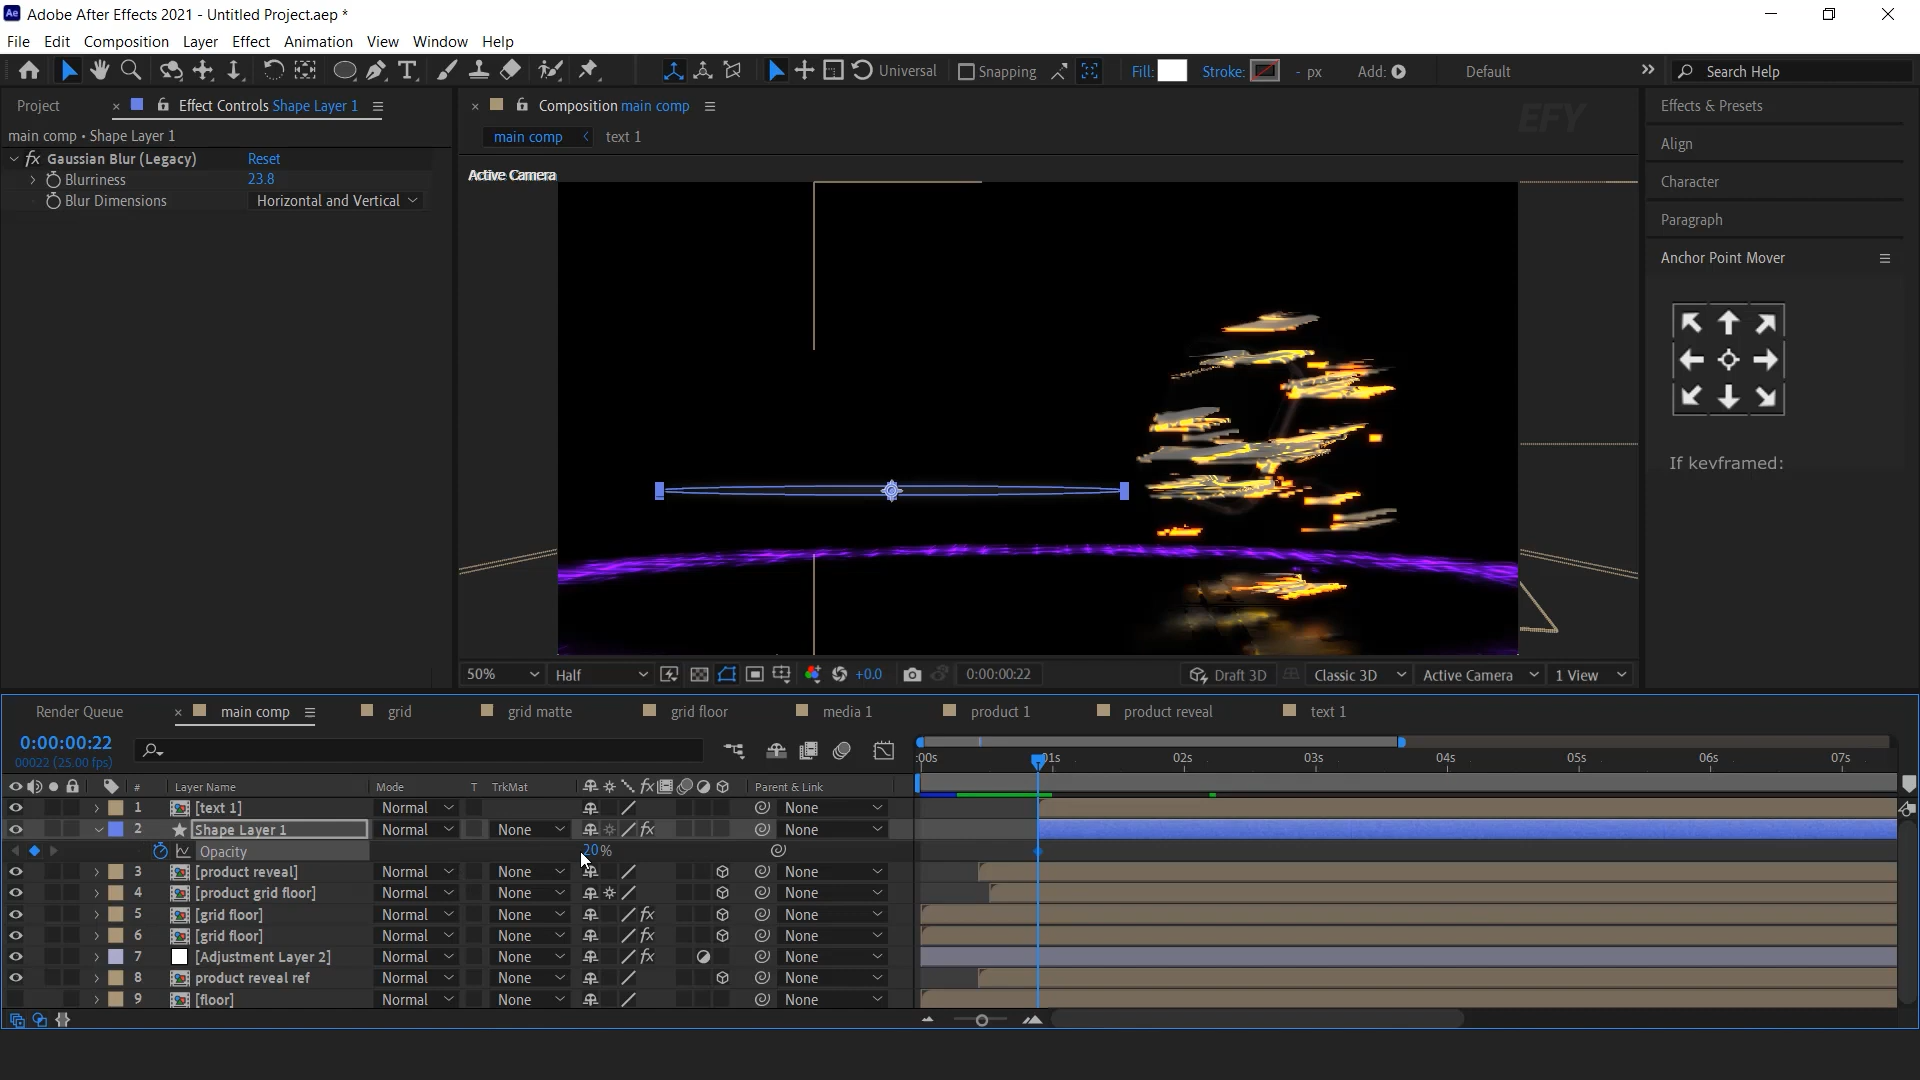 Adobe After Effects 2021 - Untitled Project.aep *
File Edit Composition Layer Effect Animation View Window Help
Universal Snapping Fill: Stroke: - px Add: Default Search Help
Project Effect Controls Shape Layer 1
Composition main comp
EFY
Effects & Presets
main comp • Shape Layer 1
main comp text 1
Align
fx Gaussian Blur (Legacy) Reset
Active Camera
Blurriness 23.8
Character
Blur Dimensions Horizontal and Vertical
Paragraph
Anchor Point Mover
If keyframed:
50% Half +0.0 0:00:00:22 Draft 3D Classic 3D Active Camera 1 View
Render Queue main comp grid grid matte grid floor media 1 product 1 product reveal text 1
0:00:00:22
00022 (25.00 fps)
:00s 01s 02s 03s 04s 05s 06s 07s
# Layer Name Mode T TrkMat fx Parent & Link
1 [text 1] Normal None
2 Shape Layer 1 Normal None fx None
Opacity 20%
3 [product reveal] Normal None None
4 [product grid floor] Normal None None
5 [grid floor] Normal None fx None
6 [grid floor] Normal None fx None
7 [Adjustment Layer 2] Normal None fx None
8 product reveal ref Normal None None
9 [floor] Normal None None